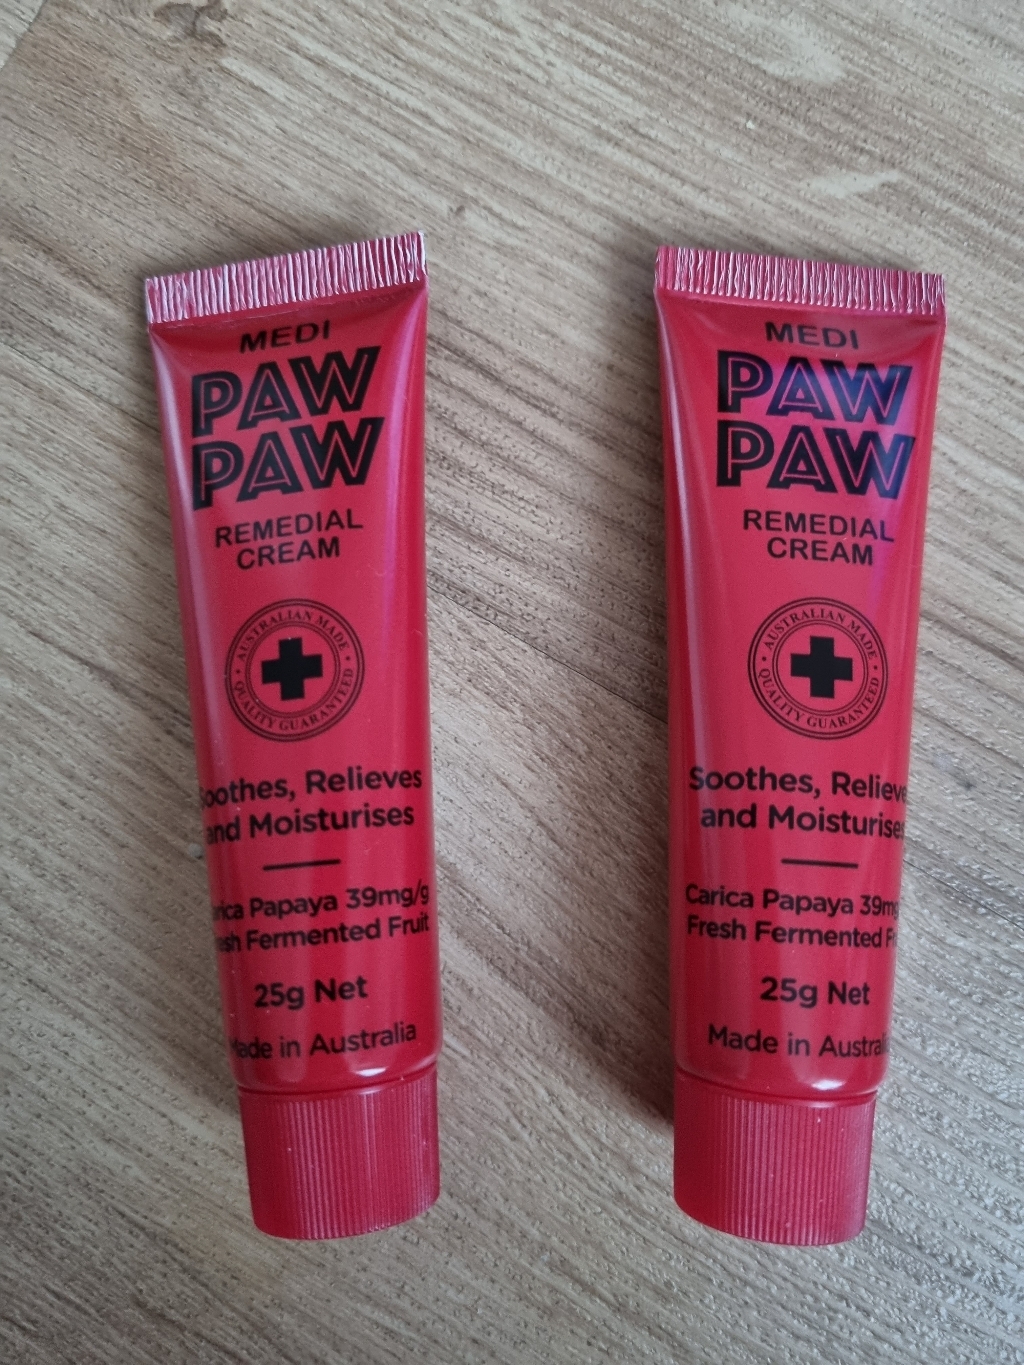 MEDI
PAW
PAW
REMEDIAL
CREAM
AUSTRALIAN MADE
QUALITY GUARANTEED
Soothes, Relieves
and Moisturises
Carica Papaya 39mg/g
Fresh Fermented Fruit
25g Net
Made in Australia
MEDI
PAW
PAW
REMEDIAL
CREAM
AUSTRALIAN MADE
QUALITY GUARANTEED
Soothes, Relieve
and Moisturises
Carica Papaya 39mg
Fresh Fermented F
25g Net
Made in Australia